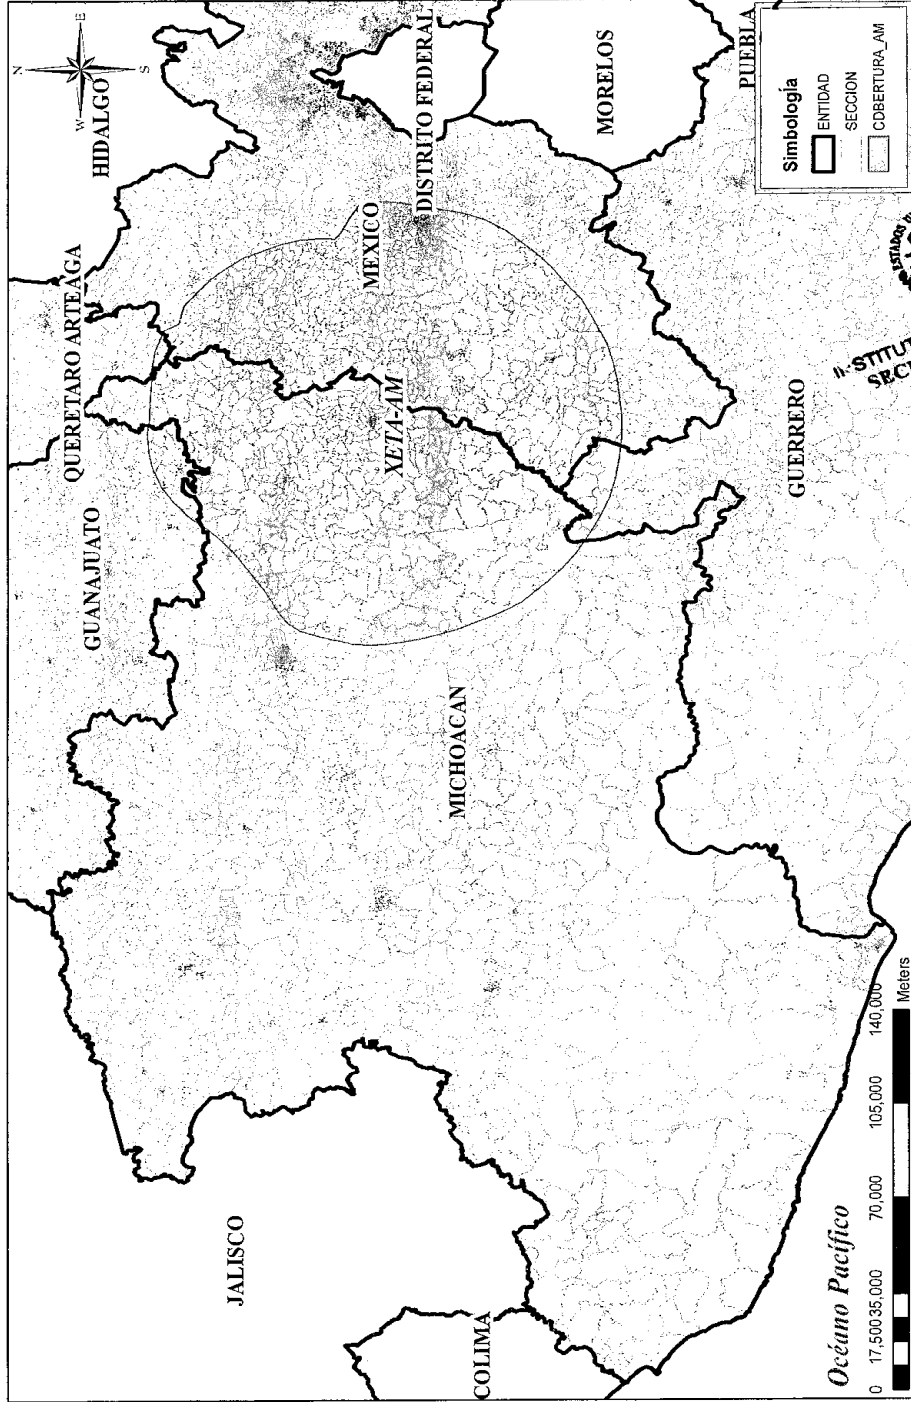 N
W
E
S
HIDALGO
QUERETARO ARTEAGA
GUANAJUATO
MEXICO
DISTRITO FEDERAL
XETA-AM
MORELOS
PUEBLA
MICHOACAN
GUERRERO
JALISCO
COLIMA
Océano Pacífico
0 17,500 35,000 70,000 105,000 140,000
Meters
Simbología
ENTIDAD
SECCION
COBERTURA_AM
ESTADOS